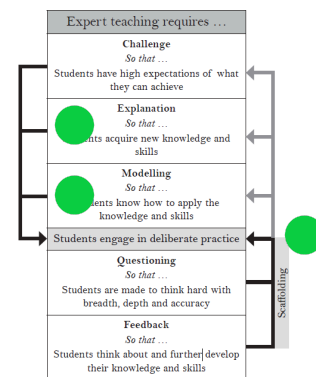 Expert teaching requires …
Challenge
So that …
Students have high expectations of what
they can achieve
Explanation
So that …
acquire new knowledge and
skills
Modelling
So that …
know how to apply the
knowledge and skills
Students engage in deliberate practice
Questioning
So that …
Students are made to think hard with
breadth, depth and accuracy
Feedback
So that …
Students think about and further develop
their knowledge and skills
Scaffolding